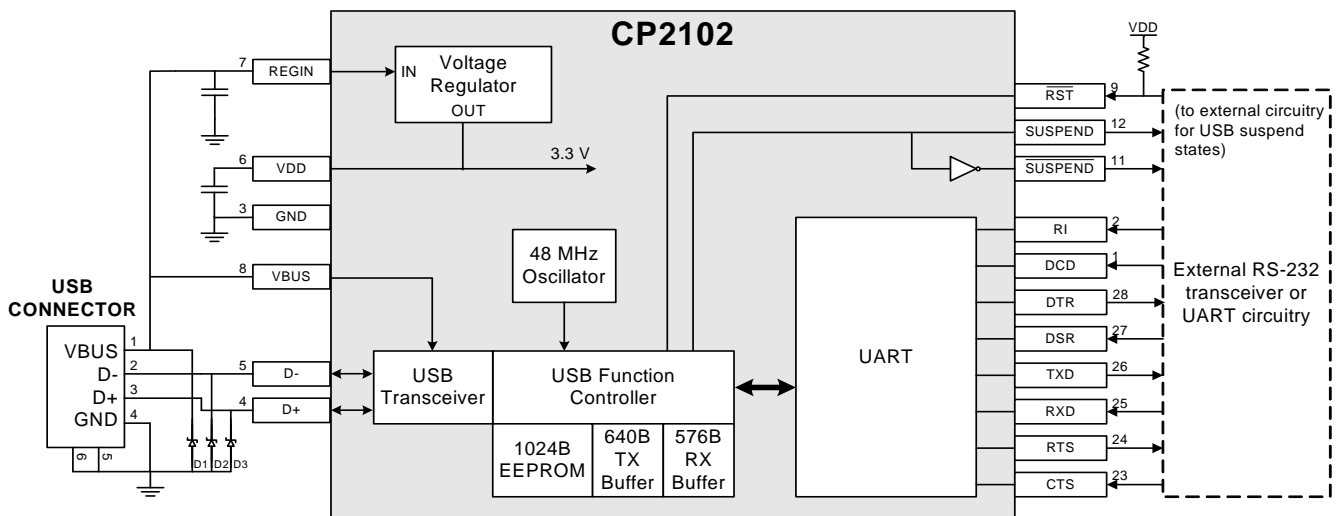 CP2102
7
REGIN
IN
Voltage
Regulator
OUT
6
VDD
3.3 V
3
GND
8
VBUS
48 MHz
Oscillator
USB
CONNECTOR
VBUS
1
D-
2
D+
3
GND
4
6
5
D1
D2
D3
5
D-
4
D+
USB
Transceiver
USB Function
Controller
1024B
EEPROM
640B
TX
Buffer
576B
RX
Buffer
UART
VDD
RST
9
SUSPEND
12
SUSPEND
11
RI
2
DCD
1
DTR
28
DSR
27
TXD
26
RXD
25
RTS
24
CTS
23
(to external circuitry
for USB suspend
states)
External RS-232
transceiver or
UART circuitry